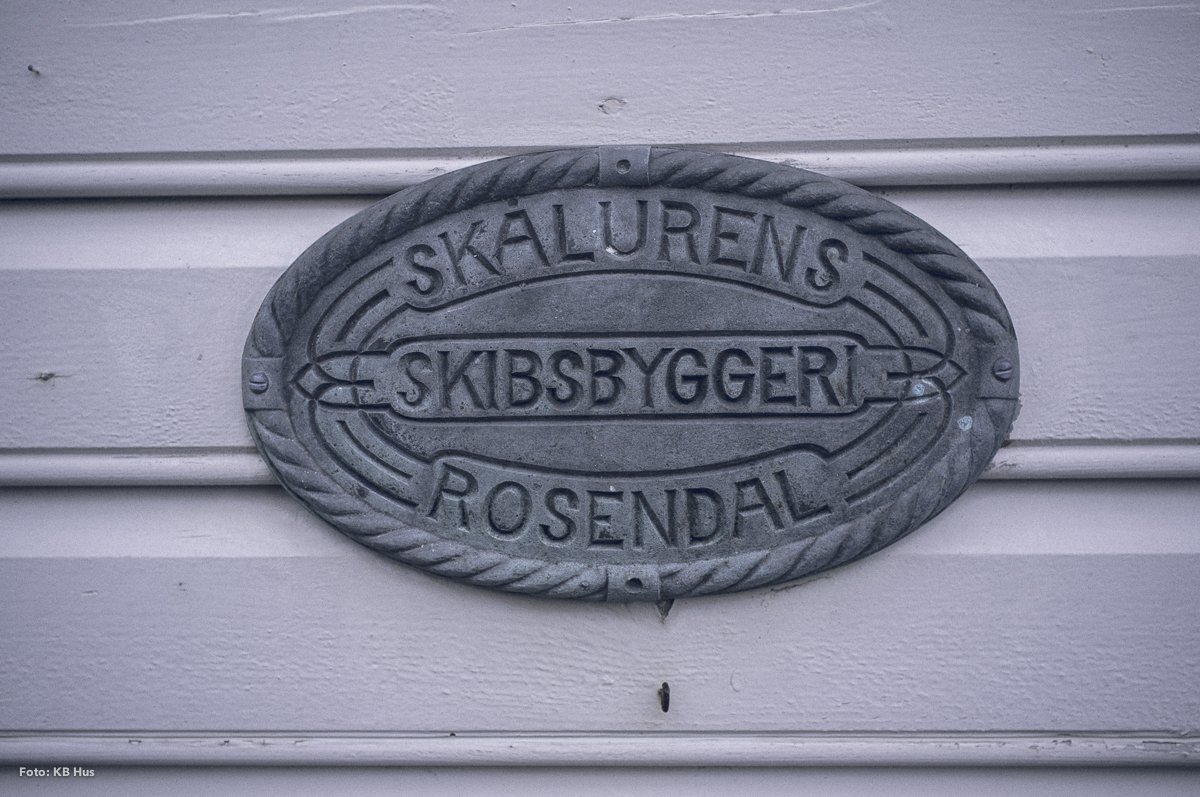 SKÅLURENS
SKIBSBYGGERI
ROSENDAL
Foto: KB Hus